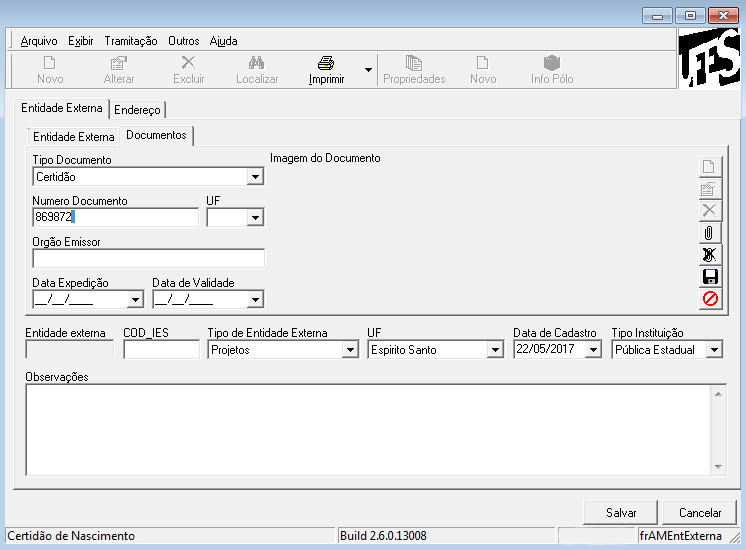 Arquivo Exibir Tramitação Outros Ajuda
UFES
Novo Alterar Excluir Localizar Imprimir Propriedades Novo Info Pólo
Entidade Externa Endereço
Entidade Externa Documentos
Tipo Documento Imagem do Documento
Certidão
Numero Documento UF
869872
Orgão Emissor
Data Expedição Data de Validade
__/__/____ __/__/____
Entidade externa COD_IES Tipo de Entidade Externa UF Data de Cadastro Tipo Instituição
Projetos Espirito Santo 22/05/2017 Pública Estadual
Observações
Salvar Cancelar
Certidão de Nascimento Build 2.6.0.13008 frAMEntExterna